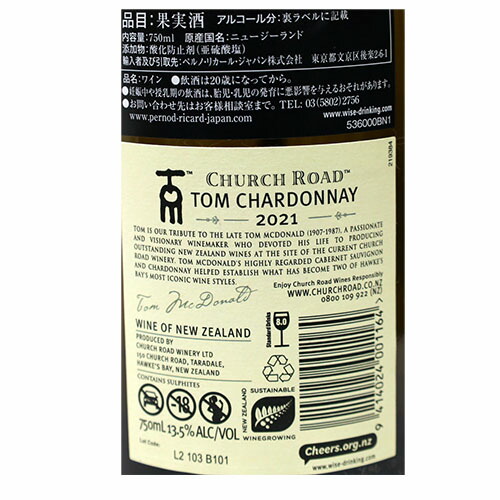 品目:果実酒 アルコール分:裏ラベルに記載
内容量:750ml 原産国名:ニュージーランド
添加物:酸化防止剤(亜硫酸塩)
輸入者及び引取先:ペルノ・リカール・ジャパン株式会社 東京都文京区後楽2-6-1
品名:ワイン ●飲酒は20歳になってから。
●妊娠中や授乳期の飲酒は、胎児・乳児の発育に悪影響を与えるおそれがあります。
●お問い合わせ先はお客様相談室まで。TEL: 03(5802) 2756
www.pernod-ricard-japan.com www.wise-drinking.com
536000BN1
219384
CHURCH ROAD™
TOM CHARDONNAY
2021
TOM IS OUR TRIBUTE TO THE LATE TOM MCDONALD (1907-1987), A PASSIONATE
AND VISIONARY WINEMAKER WHO DEVOTED HIS LIFE TO PRODUCING
OUTSTANDING NEW ZEALAND WINES AT THE SITE OF THE CURRENT CHURCH
ROAD WINERY. TOM MCDONALD'S HIGHLY REGARDED CABERNET SAUVIGNON
AND CHARDONNAY HELPED ESTABLISH WHAT HAS BECOME TWO OF HAWKE'S
BAY'S MOST ICONIC WINE STYLES.
Enjoy Church Road Wines Responsibly
WWW.CHURCHROAD.CO.NZ
0800 109 922 (NZ)
Tom McDonald
WINE OF NEW ZEALAND
PRODUCED BY
CHURCH ROAD WINERY LTD
150 CHURCH ROAD, TARADALE,
HAWKE'S BAY, NEW ZEALAND
Standard Drinks
8.0
9 414024 001164
CONTAINS SULPHITES
-18
750ml 13.5% ALC/VOL
Lot Code:
L2 103 B101
SUSTAINABLE
NEW ZEALAND
WINEGROWING
Cheers.org.nz
www.wise-drinking.com